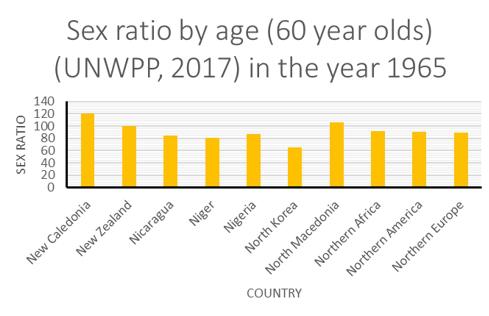 Sex ratio by age (60 year olds)
(UNWPP, 2017) in the year 1965
SEX RATIO
140
120
100
80
60
40
20
0
New Caledonia
New Zealand
Nicaragua
Niger
Nigeria
North Korea
North Macedonia
Northern Africa
Northern America
Northern Europe
COUNTRY